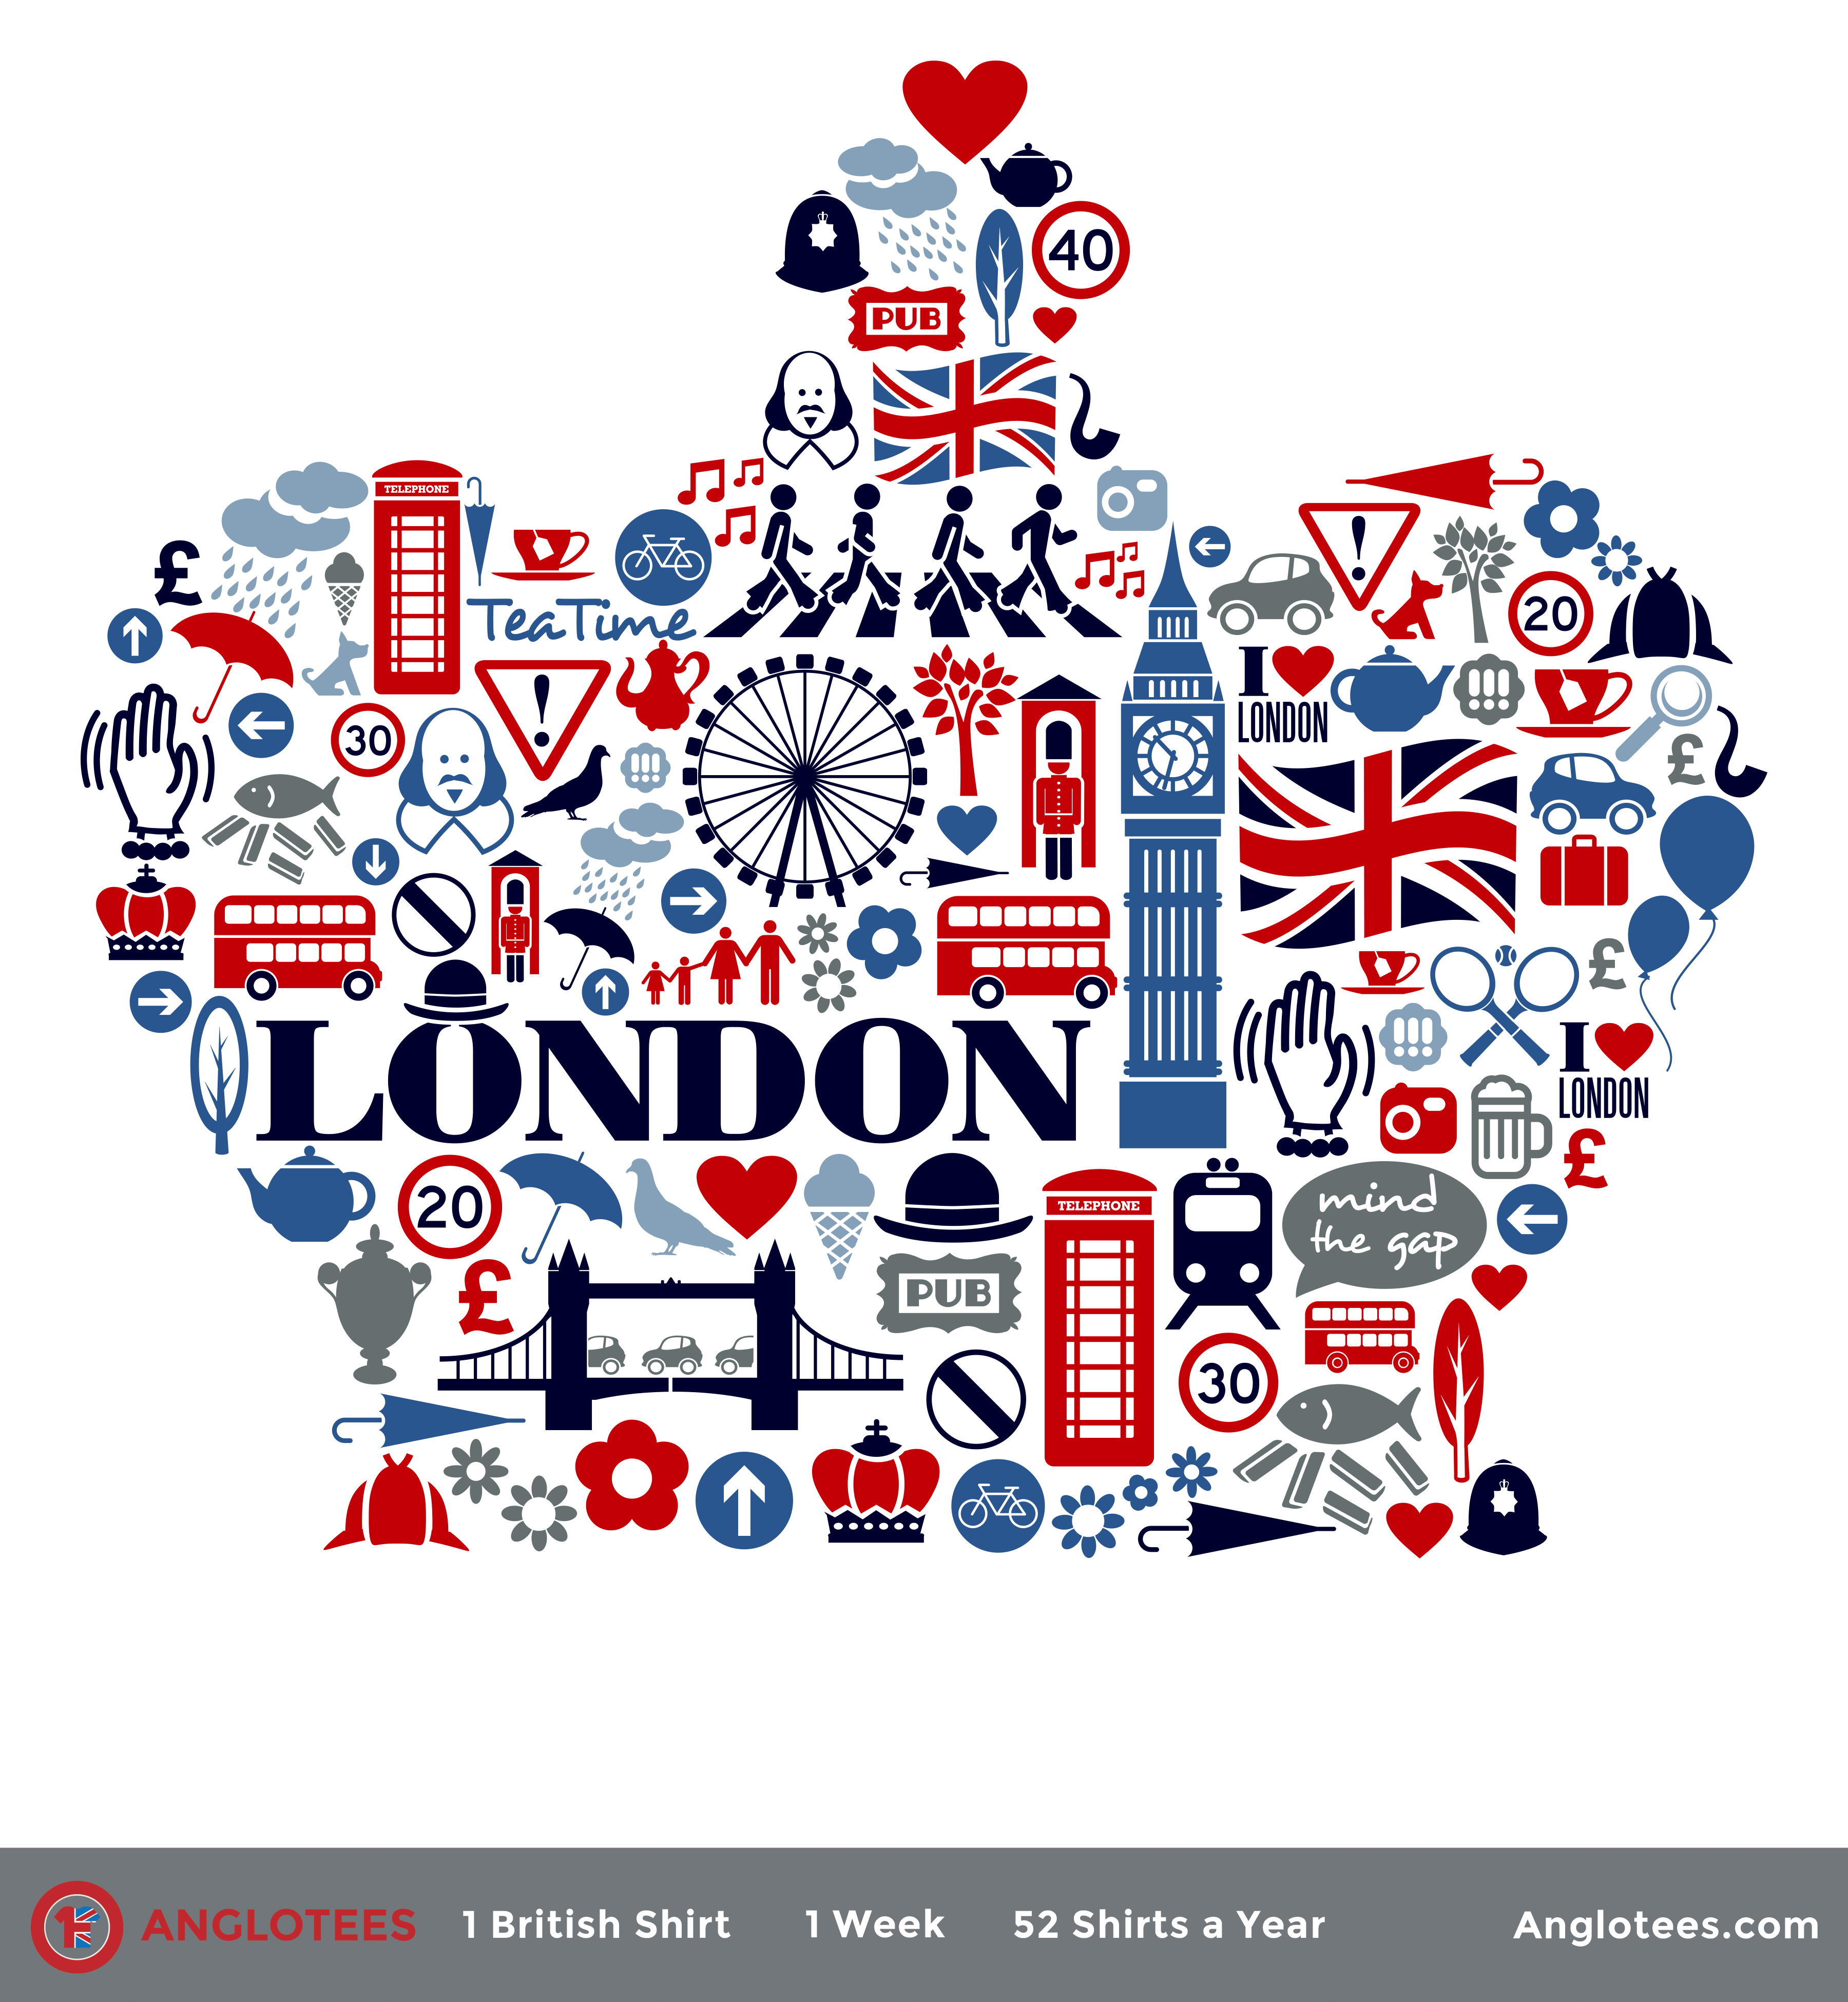 40
PUB
TELEPHONE
TeaTime
20
I
LONDON
30
LONDON
I
LONDON
20
TELEPHONE
mind
the gap
PUB
30
ANGLOTEES
1 British Shirt
1 Week
52 Shirts a Year
Anglotees.com